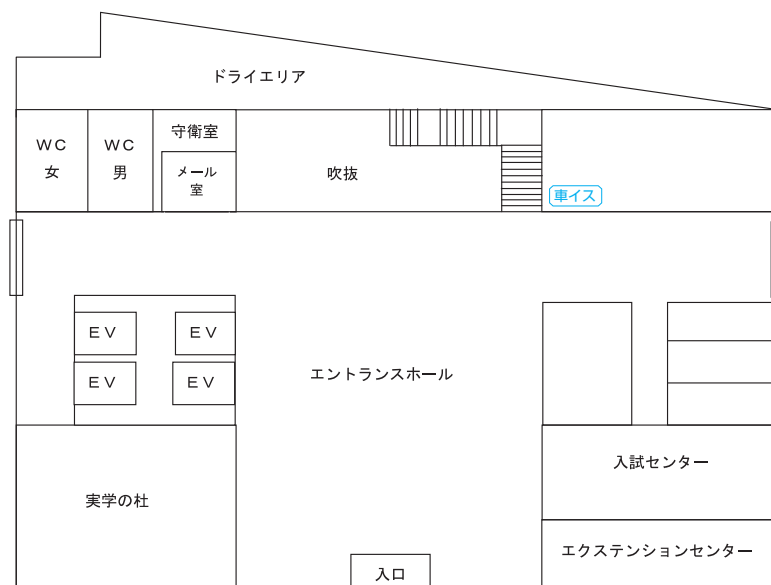 ドライエリア
ＷＣ
女
ＷＣ
男
守衛室
メール
室
吹抜
車イス
ＥＶ
ＥＶ
ＥＶ
ＥＶ
エントランスホール
入試センター
実学の杜
エクステンションセンター
入口